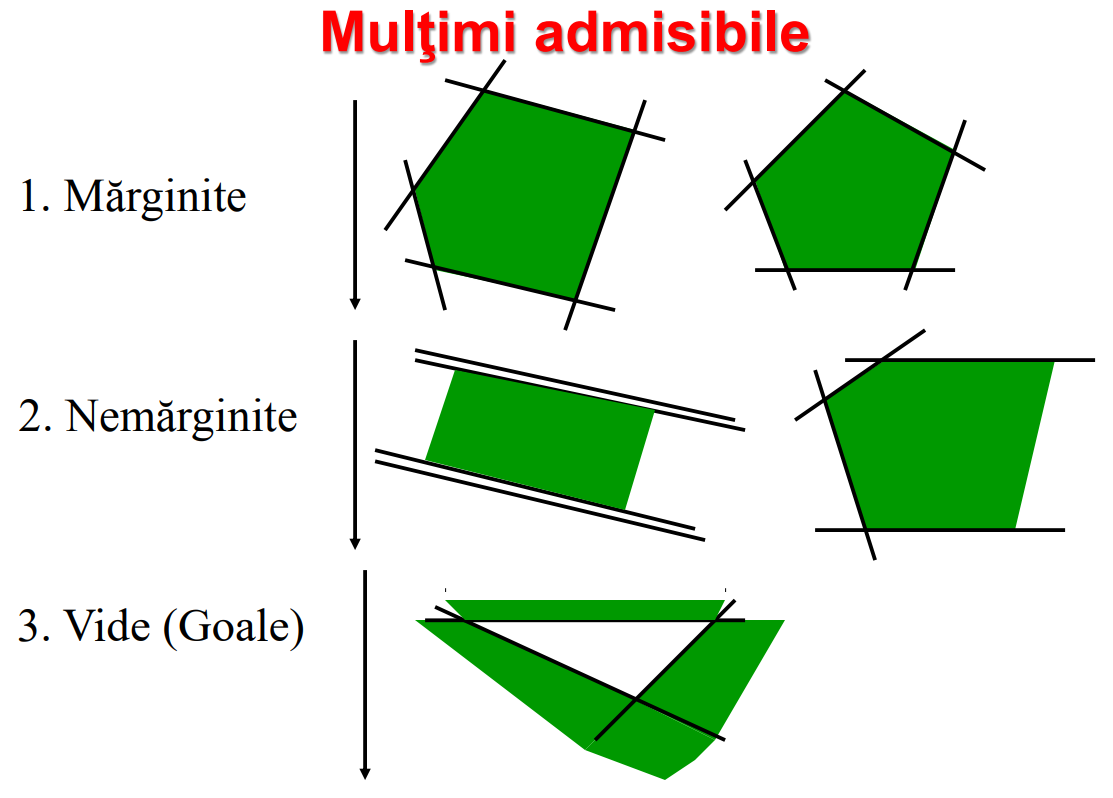 Mulţimi admisibile
1. Mărginite
2. Nemărginite
3. Vide (Goale)